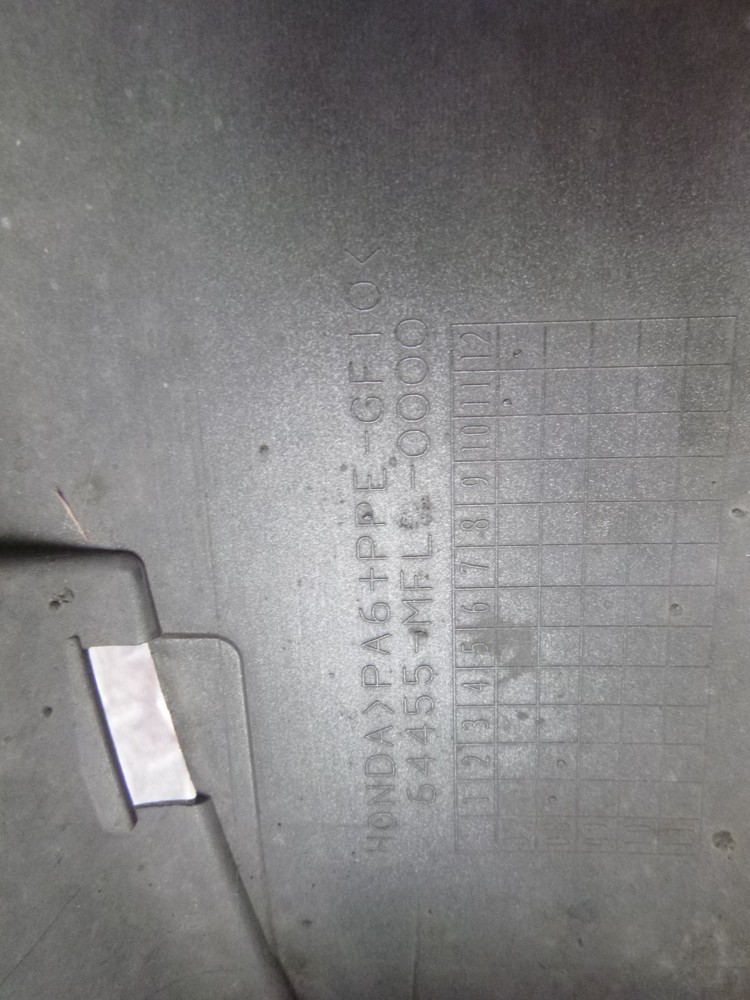 HONDA>PA6+PPE-GF10<
64455-MFL -0000
1 2 3 4 5 6 7 8 9 10 11 12